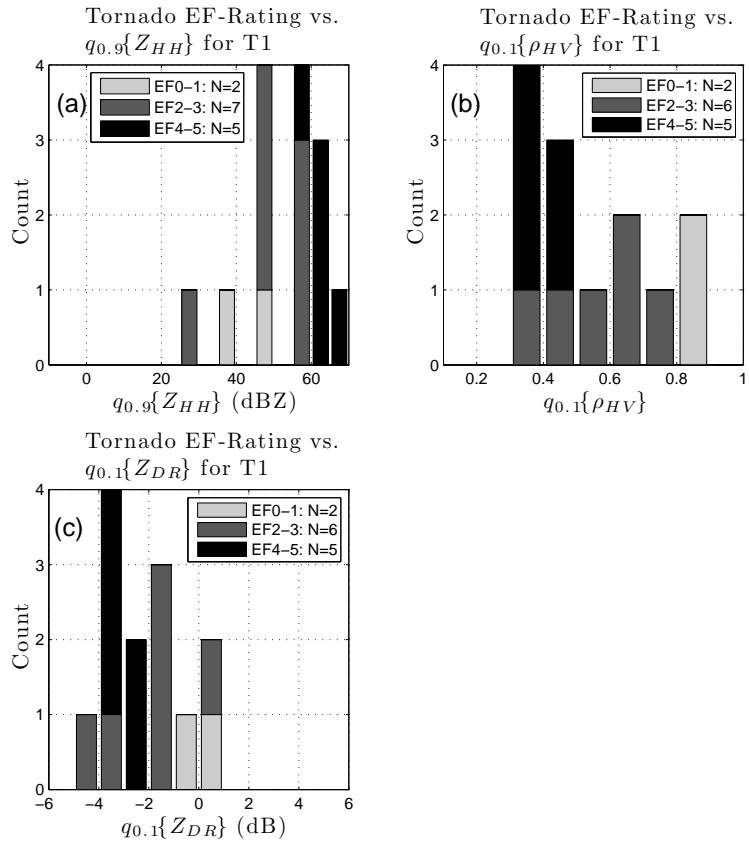 Tornado EF-Rating vs.
q0.9{ZHH} for T1
(a)
EF0−1: N=2
EF2−3: N=7
EF4−5: N=5
Count
4
3
2
1
0
0 20 40 60
q0.9{ZHH} (dBZ)
Tornado EF-Rating vs.
q0.1{ρHV} for T1
(b)
EF0−1: N=2
EF2−3: N=6
EF4−5: N=5
Count
4
3
2
1
0
0.2 0.4 0.6 0.8 1
q0.1{ρHV}
Tornado EF-Rating vs.
q0.1{ZDR} for T1
(c)
EF0−1: N=2
EF2−3: N=6
EF4−5: N=5
Count
4
3
2
1
0
−6 −4 −2 0 2 4 6
q0.1{ZDR} (dB)